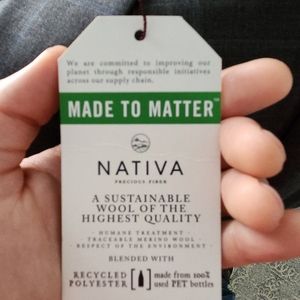 We are committed to improving our
planet through responsible initiatives
across our supply chain.
MADE TO MATTER™
NATIVA
PRECIOUS FIBER
A SUSTAINABLE
WOOL OF THE
HIGHEST QUALITY
- HUMANE TREATMENT -
TRACEABLE MERINO WOOL -
- RESPECT OF THE ENVIRONMENT -
BLENDED WITH
RECYCLED made from 100%
POLYESTER used PET bottles